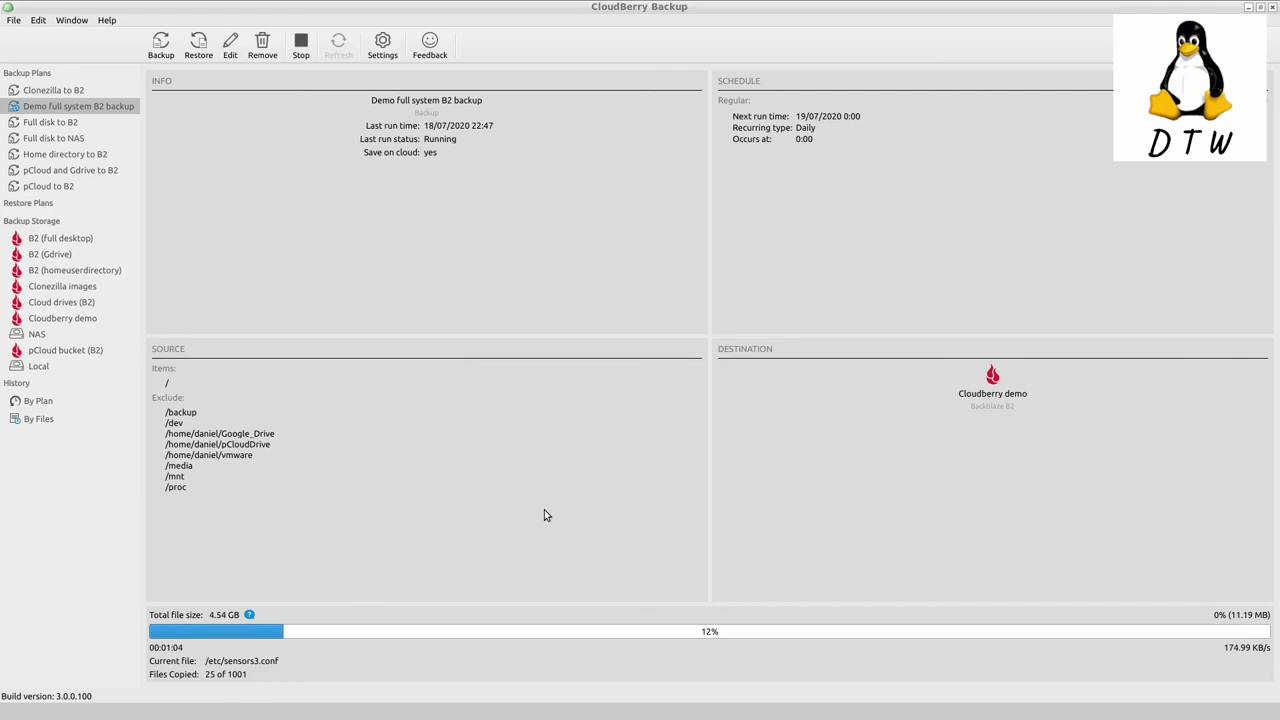 CloudBerry Backup
File Edit Window Help
Backup Restore Edit Remove Stop Refresh Settings Feedback
DTW
Backup Plans
Clonezilla to B2
Demo full system B2 backup
Full disk to B2
Full disk to NAS
Home directory to B2
pCloud and Gdrive to B2
pCloud to B2
Restore Plans
Backup Storage
B2 (full desktop)
B2 (Gdrive)
B2 (homeuserdirectory)
Clonezilla images
Cloud drives (B2)
Cloudberry demo
NAS
pCloud bucket (B2)
Local
History
By Plan
By Files
INFO
Demo full system B2 backup
Backup
Last run time: 18/07/2020 22:47
Last run status: Running
Save on cloud: yes
SCHEDULE
Regular:
Next run time: 19/07/2020 0:00
Recurring type: Daily
Occurs at: 0:00
SOURCE
Items:
/
Exclude:
/backup
/dev
/home/daniel/Google_Drive
/home/daniel/pCloudDrive
/home/daniel/vmware
/media
/mnt
/proc
DESTINATION
Cloudberry demo
Backblaze B2
Total file size: 4.54 GB ? 0% (11.19 MB)
12%
00:01:04 174.99 KB/s
Current file: /etc/sensors3.conf
Files Copied: 25 of 1001
Build version: 3.0.0.100